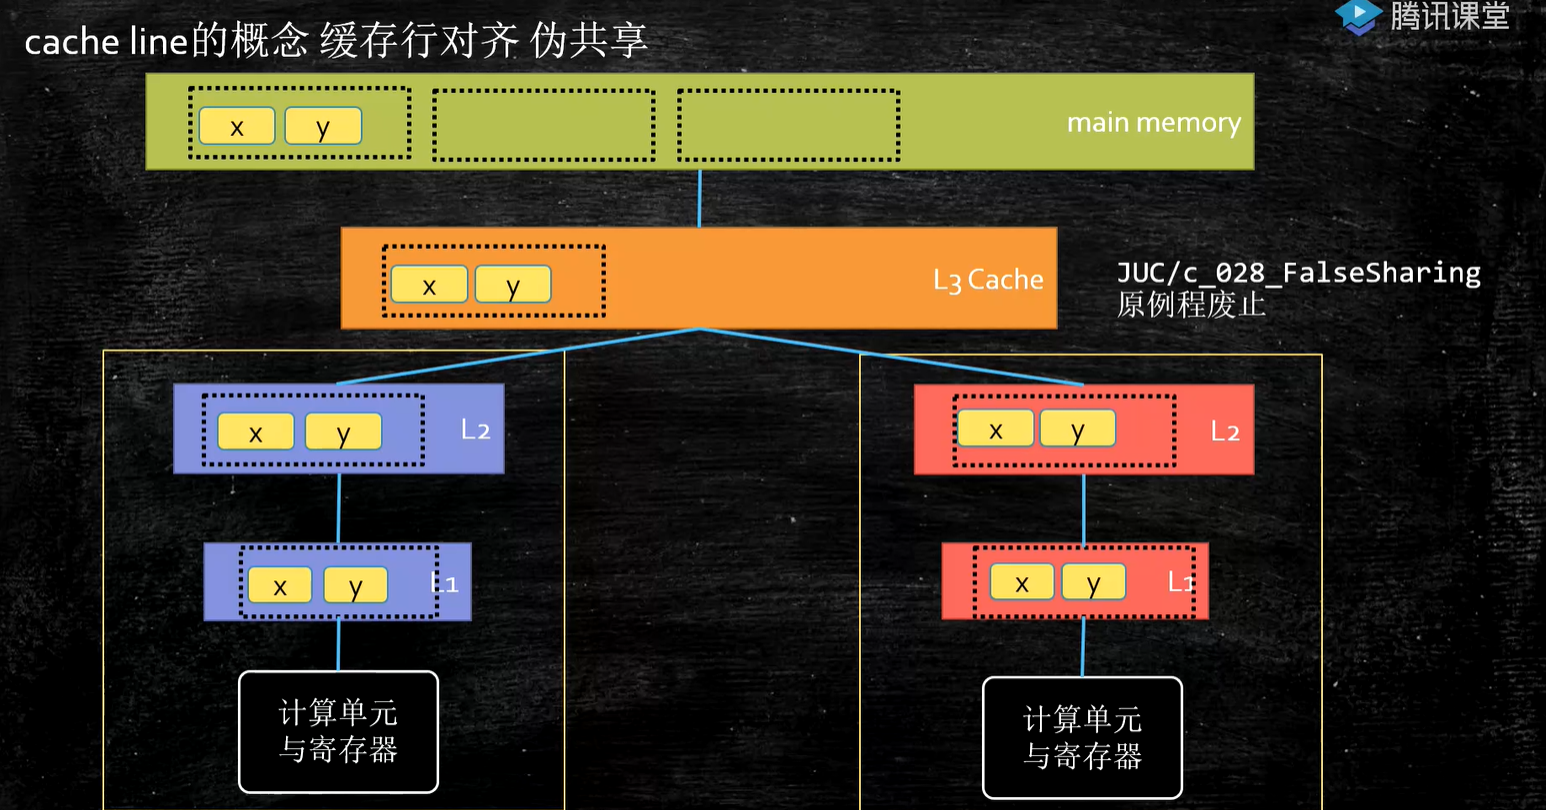 腾讯课堂
cache line的概念 缓存行对齐 伪共享
x y
main memory
x y
L3 Cache
JUC/c_028_FalseSharing
原例程废止
x y
L2
x y
L2
x y
L1
x y
L1
计算单元
与寄存器
计算单元
与寄存器